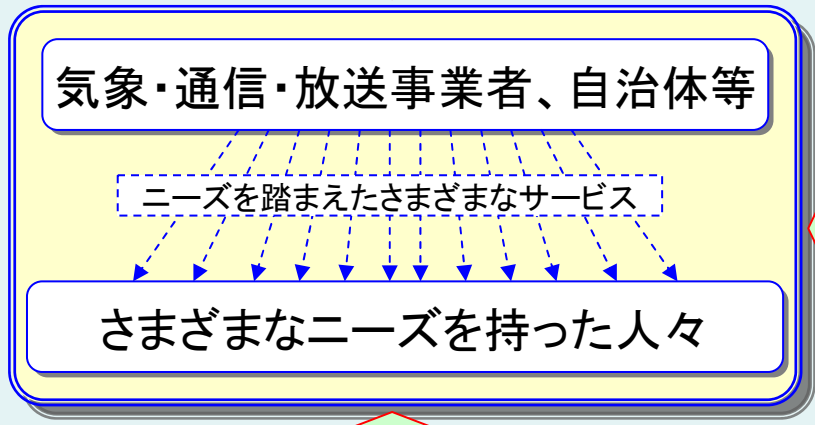 気象・通信・放送事業者、自治体等
ニーズを踏まえたさまざまなサービス
さまざまなニーズを持った人々